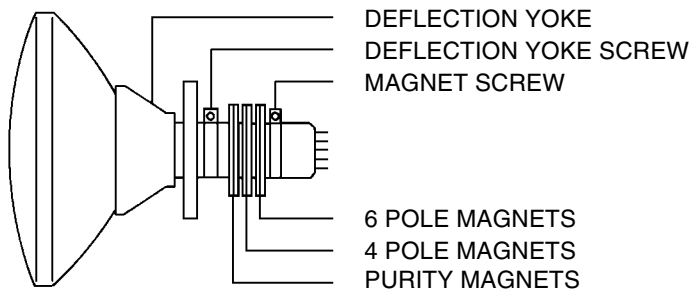 DEFLECTION YOKE
DEFLECTION YOKE SCREW
MAGNET SCREW
6 POLE MAGNETS
4 POLE MAGNETS
PURITY MAGNETS